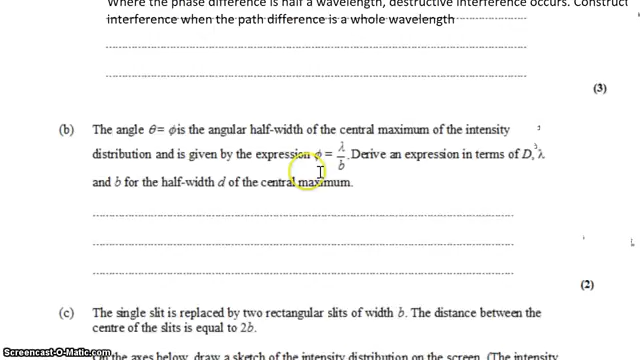 Where the phase difference is half a wavelength, destructive interference occurs. Construct
interference when the path difference is a whole wavelength
(3)
(b) The angle θ= ϕ is the angular half-width of the central maximum of the intensity
distribution and is given by the expression ϕ = λ/b. Derive an expression in terms of D, λ
and b for the half-width d of the central maximum.
(2)
(c) The single slit is replaced by two rectangular slits of width b. The distance between the
centre of the slits is equal to 2b.
On the axes below, draw a sketch of the intensity distribution on the screen. (The intensity
Screencast-O-Matic.com